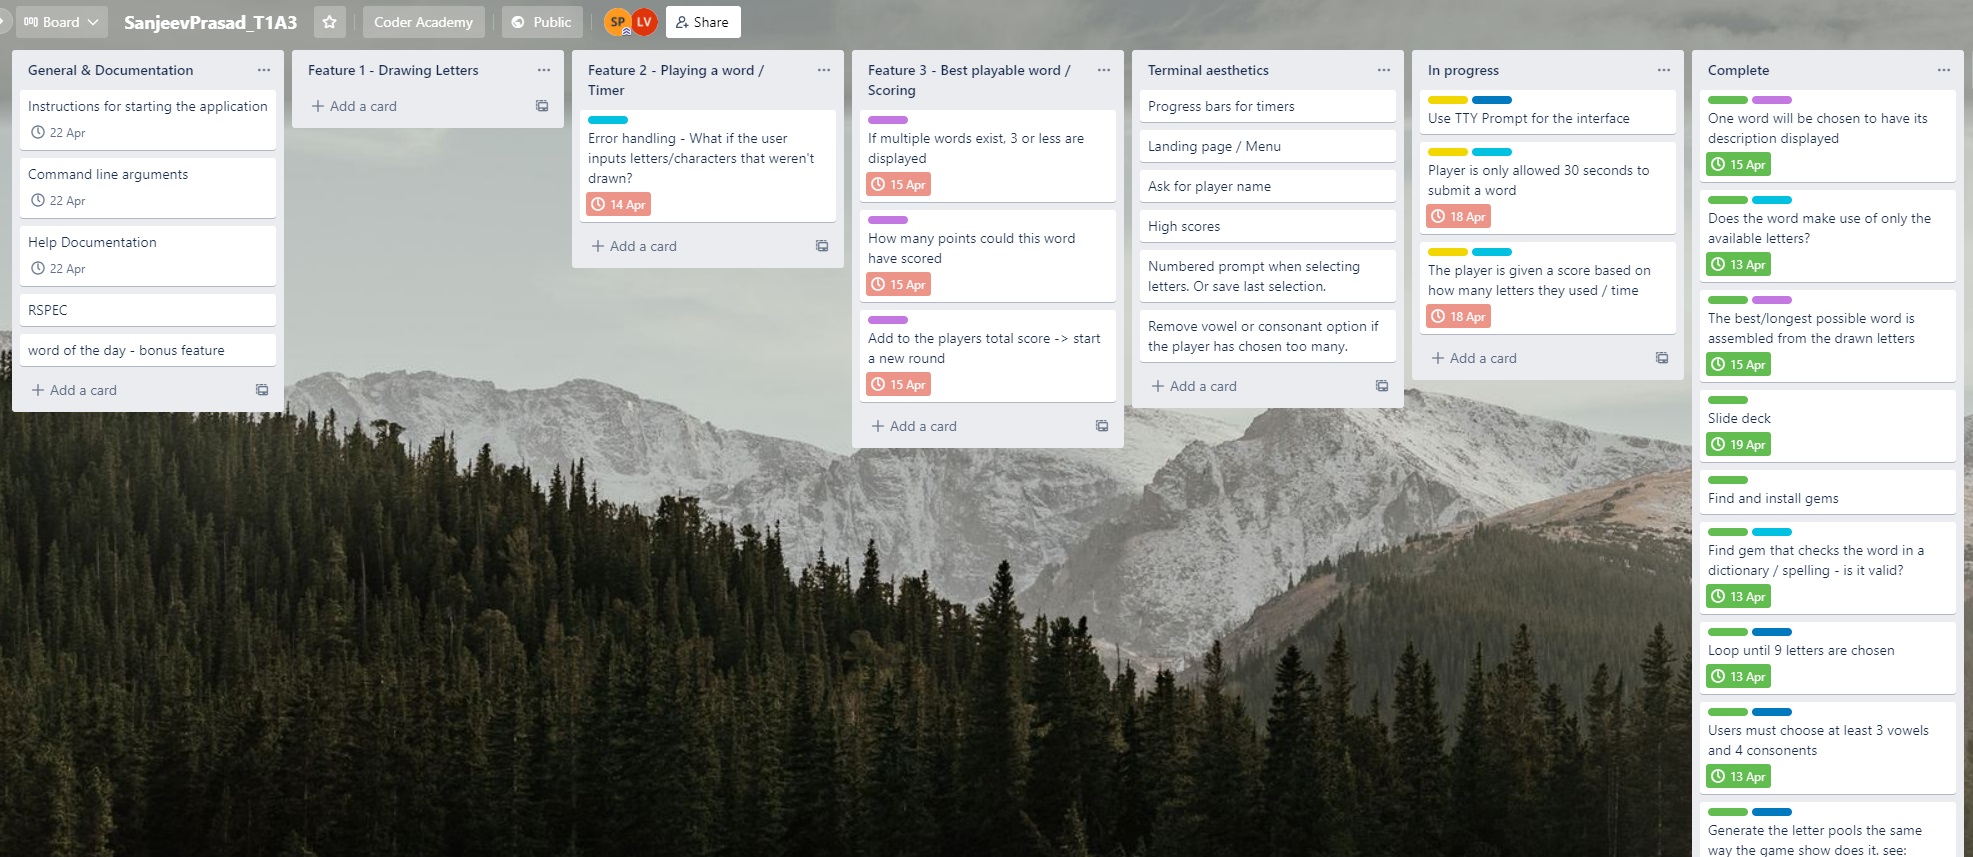 Board
SanjeevPrasad_T1A3
Coder Academy
Public
SP
LV
Share
General & Documentation
Instructions for starting the application
22 Apr
Command line arguments
22 Apr
Help Documentation
22 Apr
RSPEC
word of the day - bonus feature
+ Add a card
Feature 1 - Drawing Letters
+ Add a card
Feature 2 - Playing a word /
Timer
Error handling - What if the user
inputs letters/characters that weren't
drawn?
14 Apr
+ Add a card
Feature 3 - Best playable word /
Scoring
If multiple words exist, 3 or less are
displayed
15 Apr
How many points could this word
have scored
15 Apr
Add to the players total score -> start
a new round
15 Apr
+ Add a card
Terminal aesthetics
Progress bars for timers
Landing page / Menu
Ask for player name
High scores
Numbered prompt when selecting
letters. Or save last selection.
Remove vowel or consonant option if
the player has chosen too many.
+ Add a card
In progress
Use TTY Prompt for the interface
Player is only allowed 30 seconds to
submit a word
18 Apr
The player is given a score based on
how many letters they used / time
18 Apr
+ Add a card
Complete
One word will be chosen to have its
description displayed
15 Apr
Does the word make use of only the
available letters?
13 Apr
The best/longest possible word is
assembled from the drawn letters
15 Apr
Slide deck
19 Apr
Find and install gems
Find gem that checks the word in a
dictionary / spelling - is it valid?
13 Apr
Loop until 9 letters are chosen
13 Apr
Users must choose at least 3 vowels
and 4 consonents
13 Apr
Generate the letter pools the same
way the game show does it. see: